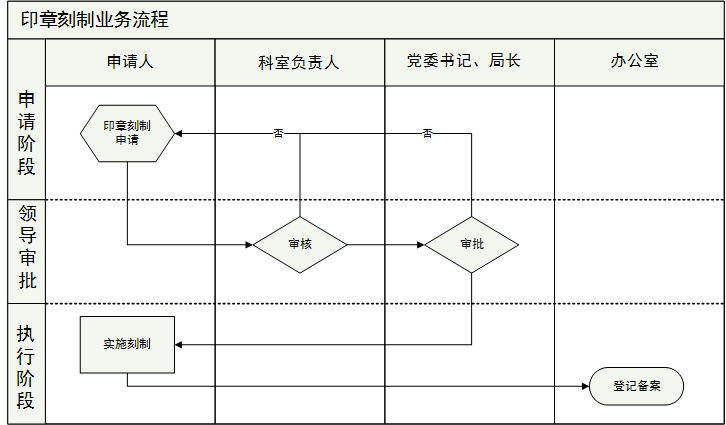 印章刻制业务流程
申请人
科室负责人
党委书记、局长
办公室
申请阶段
印章刻制
申请
否
否
领导审批
审核
审批
执行阶段
实施刻制
登记备案